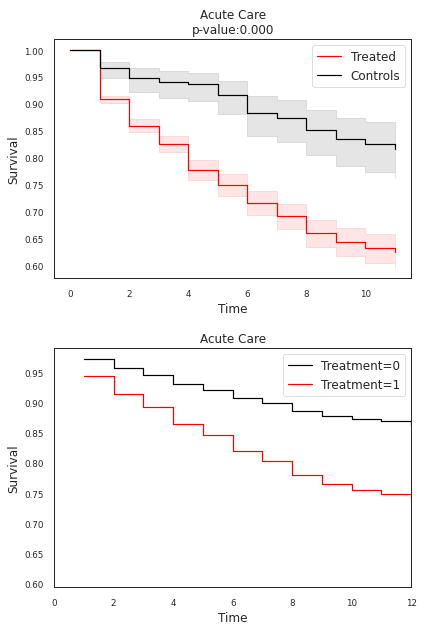 Acute Care
p-value:0.000
Treated
Controls
1.00
0.95
0.90
0.85
0.80
0.75
0.70
0.65
0.60
Survival
0 2 4 6 8 10
Time
Acute Care
Treatment=0
Treatment=1
0.95
0.90
0.85
0.80
0.75
0.70
0.65
0.60
Survival
0 2 4 6 8 10 12
Time